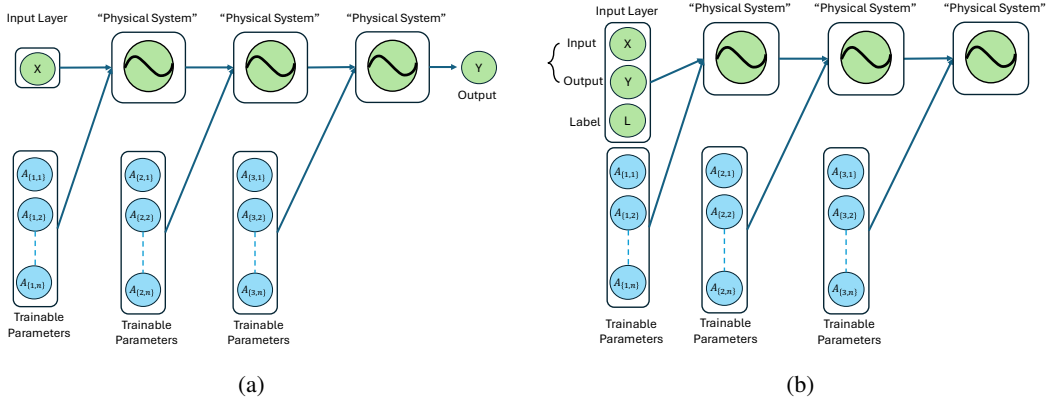 Input Layer
“Physical System”
“Physical System”
“Physical System”
X
Y
Output
A{1,1}
A{1,2}
A{1,n}
A{2,1}
A{2,2}
A{2,n}
A{3,1}
A{3,2}
A{3,n}
Trainable
Parameters
Trainable
Parameters
Trainable
Parameters
(a)
Input Layer
“Physical System”
“Physical System”
“Physical System”
Input
X
Output
Y
Label
L
A{1,1}
A{1,2}
A{1,n}
A{2,1}
A{2,2}
A{2,n}
A{3,1}
A{3,2}
A{3,n}
Trainable
Parameters
Trainable
Parameters
Trainable
Parameters
(b)